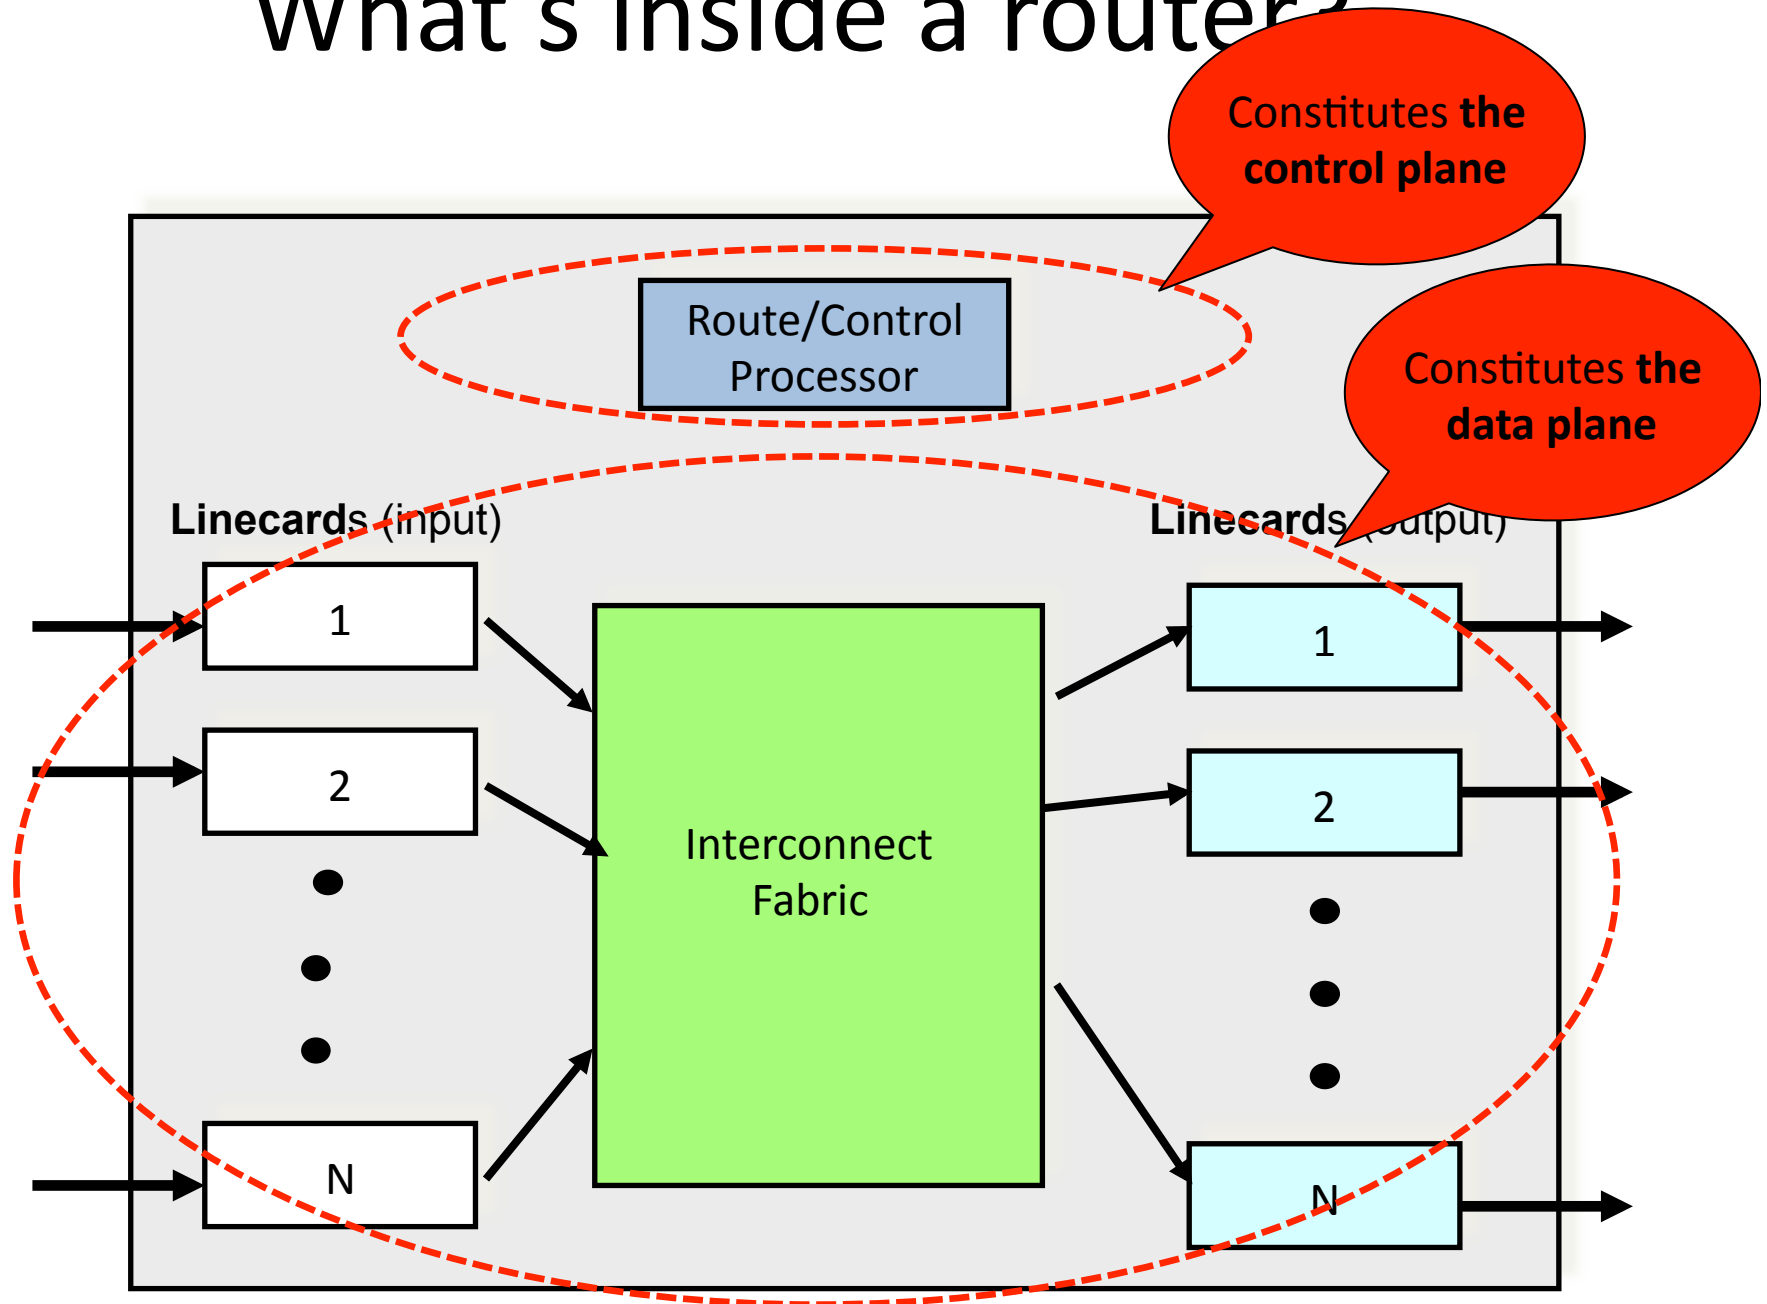 What's inside a router?
Constitutes the
control plane
Route/Control
Processor
Constitutes the
data plane
Linecards (input)
Linecards (output)
1
1
2
2
Interconnect
Fabric
N
N